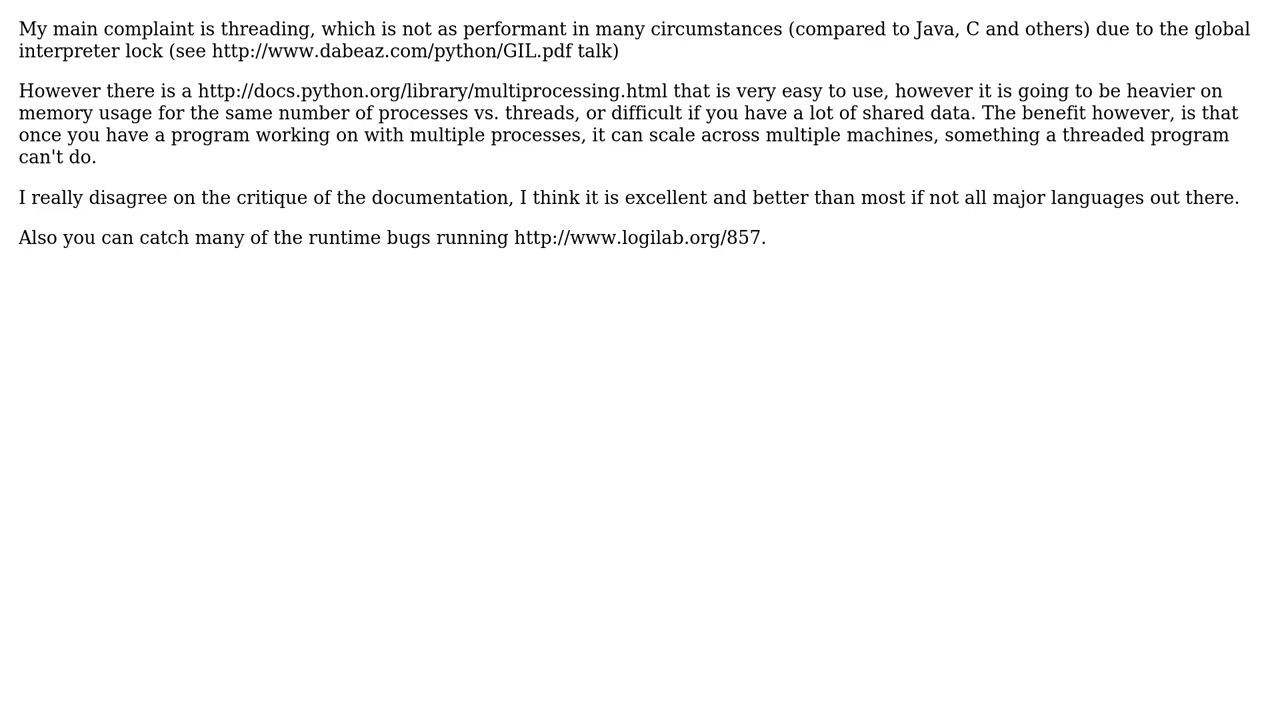 My main complaint is threading, which is not as performant in many circumstances (compared to Java, C and others) due to the global
interpreter lock (see http://www.dabeaz.com/python/GIL.pdf talk)
However there is a http://docs.python.org/library/multiprocessing.html that is very easy to use, however it is going to be heavier on
memory usage for the same number of processes vs. threads, or difficult if you have a lot of shared data. The benefit however, is that
once you have a program working on with multiple processes, it can scale across multiple machines, something a threaded program
can't do.
I really disagree on the critique of the documentation, I think it is excellent and better than most if not all major languages out there.
Also you can catch many of the runtime bugs running http://www.logilab.org/857.